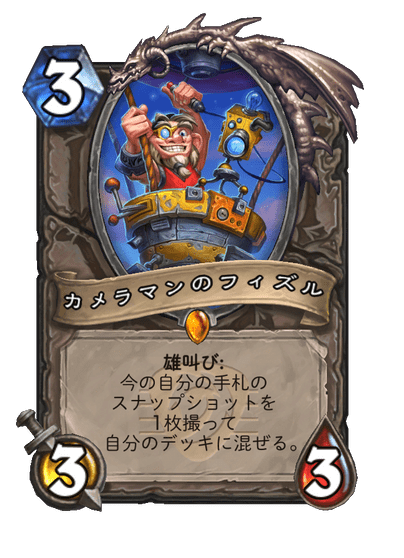 3
カメラマンのフィズル
雄叫び:
今の自分の手札の
スナップショットを
1枚撮って
自分のデッキに混ぜる。
3
3